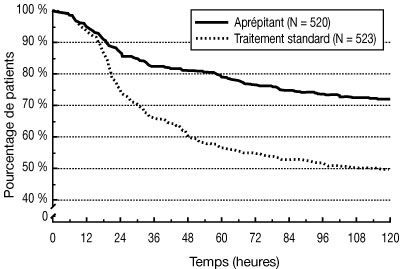 Pourcentage de patients
100 %
90 %
80 %
70 %
60 %
50 %
40 %
0
Aprépitant (N = 520)
Traitement standard (N = 523)
0 12 24 36 48 60 72 84 96 108 120
Temps (heures)